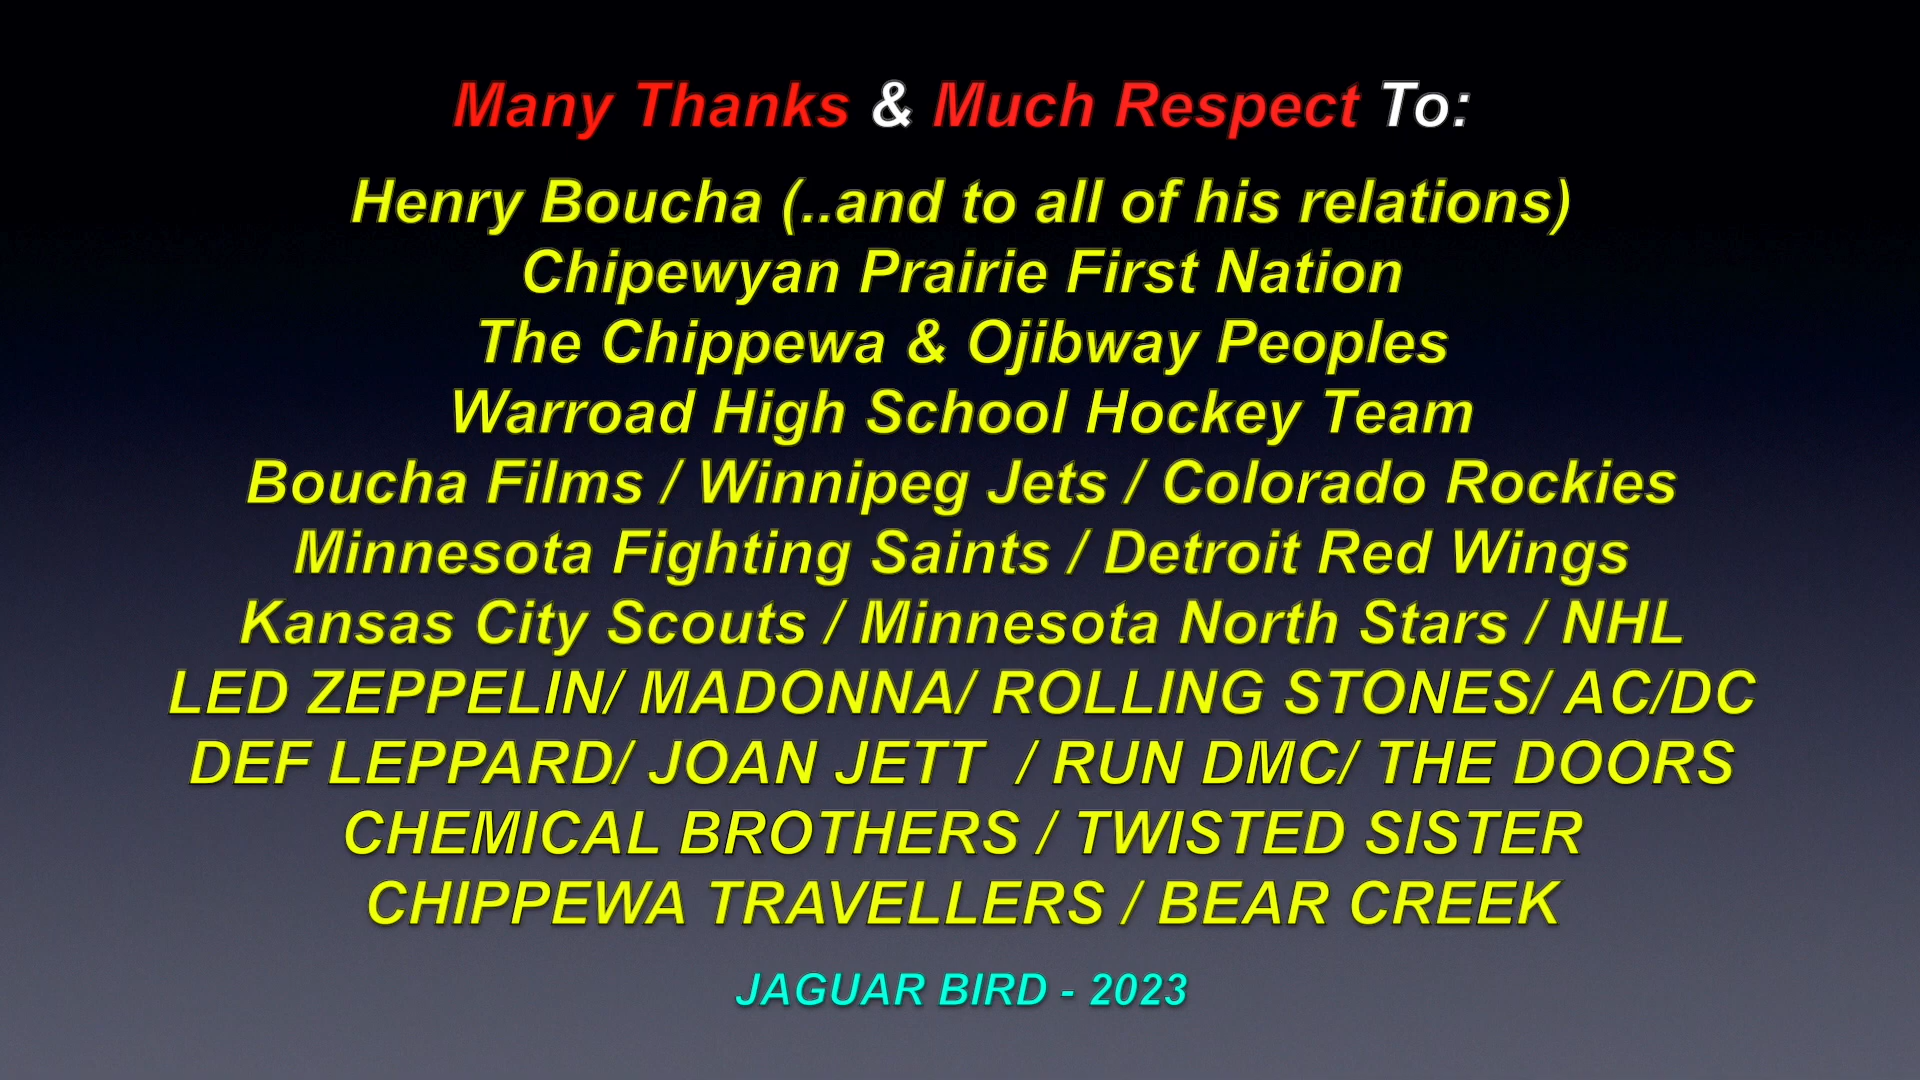 Many Thanks & Much Respect To:
Henry Boucha (..and to all of his relations)
Chipewyan Prairie First Nation
The Chippewa & Ojibway Peoples
Warroad High School Hockey Team
Boucha Films / Winnipeg Jets / Colorado Rockies
Minnesota Fighting Saints / Detroit Red Wings
Kansas City Scouts / Minnesota North Stars / NHL
LED ZEPPELIN/ MADONNA/ ROLLING STONES/ AC/DC
DEF LEPPARD/ JOAN JETT  / RUN DMC/ THE DOORS
CHEMICAL BROTHERS / TWISTED SISTER
CHIPPEWA TRAVELLERS / BEAR CREEK
JAGUAR BIRD - 2023